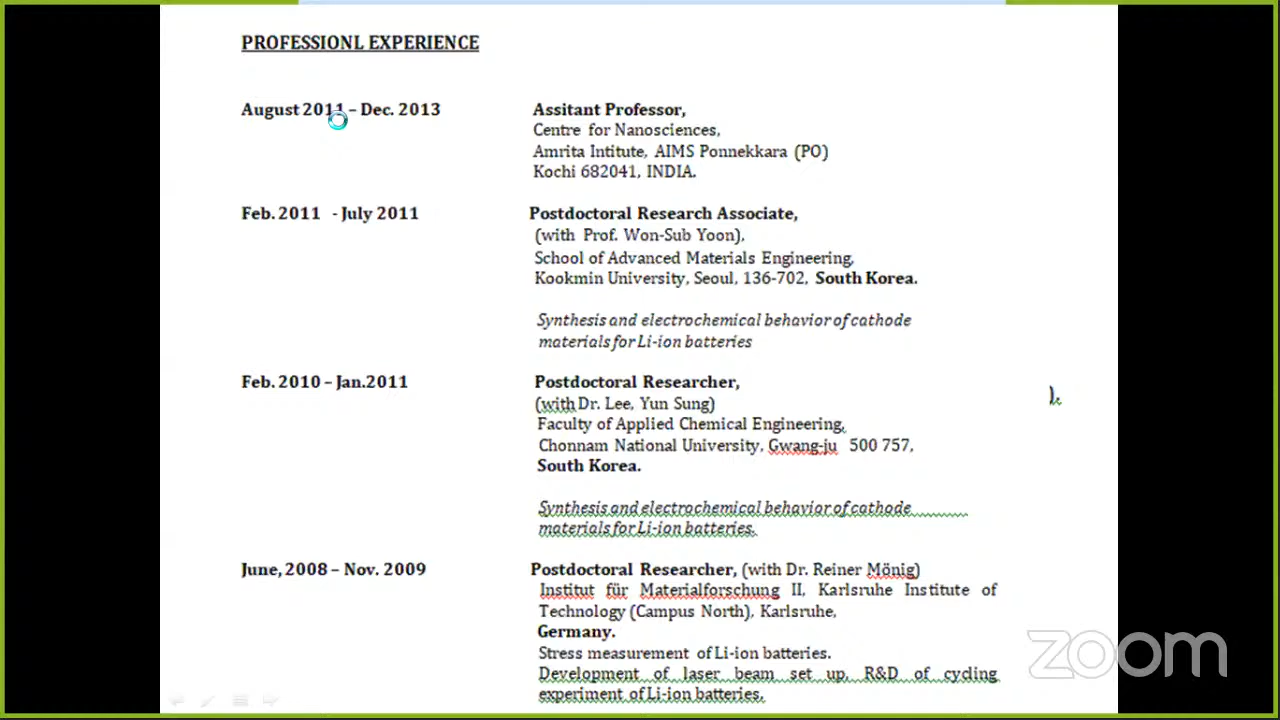 PROFESSIONL EXPERIENCE
August 2011 – Dec. 2013 Assitant Professor,
Centre for Nanosciences,
Amrita Intitute, AIMS Ponnekkara (PO)
Kochi 682041, INDIA.
Feb. 2011 - July 2011 Postdoctoral Research Associate,
(with Prof. Won-Sub Yoon),
School of Advanced Materials Engineering,
Kookmin University, Seoul, 136-702, South Korea.
Synthesis and electrochemical behavior of cathode
materials for Li-ion batteries
Feb. 2010 – Jan.2011 Postdoctoral Researcher,
(with Dr. Lee, Yun Sung) ),
Faculty of Applied Chemical Engineering,
Chonnam National University, Gwang-ju 500 757,
South Korea.
Synthesis and electrochemical behavior of cathode
materials for Li-ion batteries.
June, 2008 – Nov. 2009 Postdoctoral Researcher, (with Dr. Reiner Mönig)
Institut für Materialforschung II, Karlsruhe Institute of
Technology (Campus North), Karlsruhe,
Germany.
Stress measurement of Li-ion batteries.
Development of laser beam set up, R&D of cycling
experiment of Li-ion batteries,
zoom